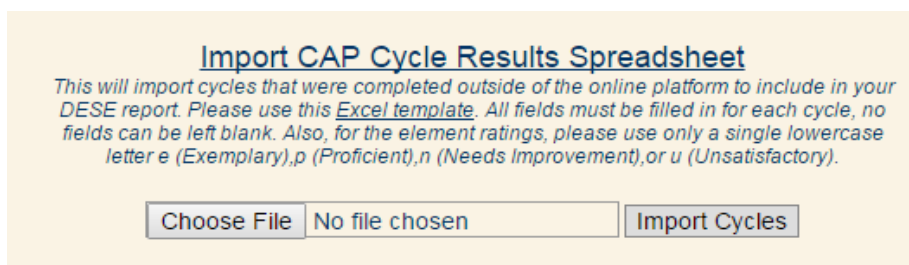 Import CAP Cycle Results Spreadsheet
This will import cycles that were completed outside of the online platform to include in your
DESE report. Please use this Excel template. All fields must be filled in for each cycle, no
fields can be left blank. Also, for the element ratings, please use only a single lowercase
letter e (Exemplary),p (Proficient),n (Needs Improvement),or u (Unsatisfactory).
Choose File No file chosen Import Cycles